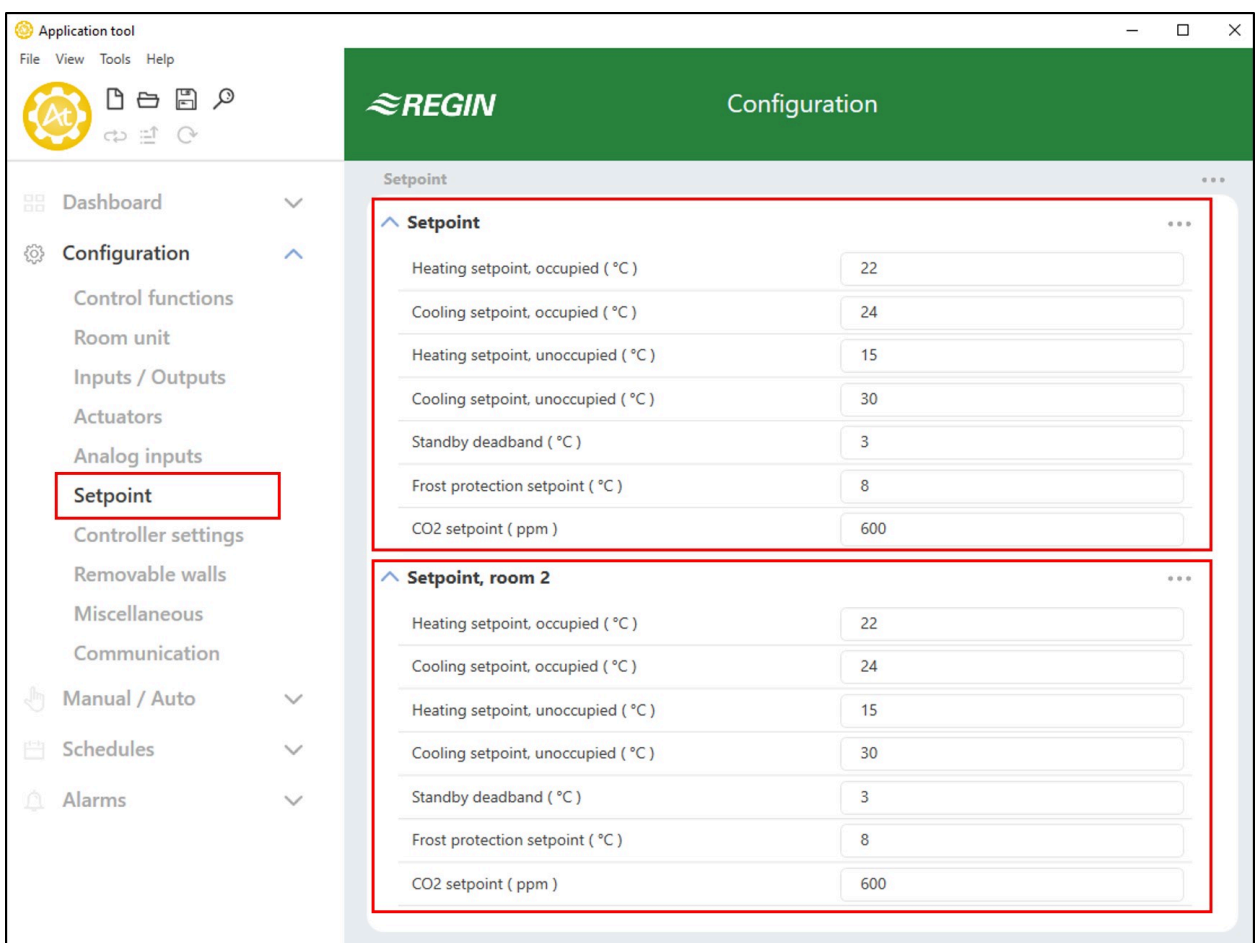 Application tool
File View Tools Help
At
REGIN
Configuration
Dashboard
Configuration
Control functions
Room unit
Inputs / Outputs
Actuators
Analog inputs
Setpoint
Controller settings
Removable walls
Miscellaneous
Communication
Manual / Auto
Schedules
Alarms
Setpoint
Setpoint
Heating setpoint, occupied ( °C ) 22
Cooling setpoint, occupied ( °C ) 24
Heating setpoint, unoccupied ( °C ) 15
Cooling setpoint, unoccupied ( °C ) 30
Standby deadband ( °C ) 3
Frost protection setpoint ( °C ) 8
CO2 setpoint ( ppm ) 600
Setpoint, room 2
Heating setpoint, occupied ( °C ) 22
Cooling setpoint, occupied ( °C ) 24
Heating setpoint, unoccupied ( °C ) 15
Cooling setpoint, unoccupied ( °C ) 30
Standby deadband ( °C ) 3
Frost protection setpoint ( °C ) 8
CO2 setpoint ( ppm ) 600